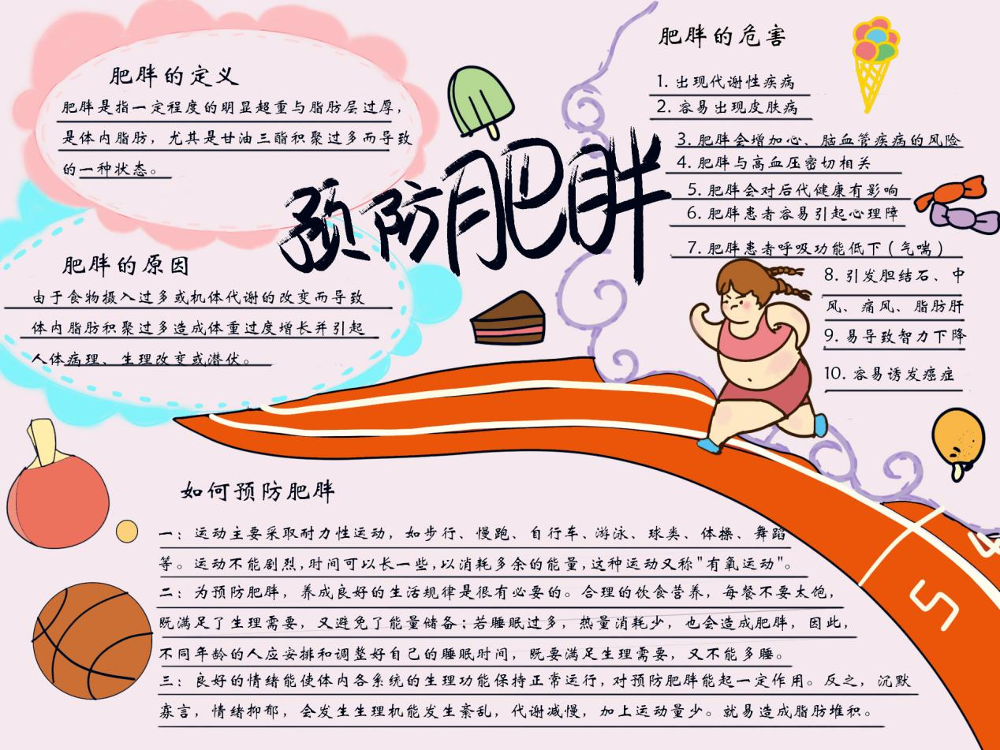 肥胖的定义
肥胖是指一定程度的明显超重与脂肪层过厚，
是体内脂肪，尤其是甘油三酯积聚过多而导致
的一种状态。
预防肥胖
肥胖的原因
由于食物摄入过多或机体代谢的改变而导致
体内脂肪积聚过多造成体重过度增长并引起
人体病理、生理改变或潜伏。
肥胖的危害
1. 出现代谢性疾病
2. 容易出现皮肤病
3. 肥胖会增加心、脑血管疾病的风险
4. 肥胖与高血压密切相关
5. 肥胖会对后代健康有影响
6. 肥胖患者容易引起心理障
7. 肥胖患者呼吸功能低下（气喘）
8. 引发胆结石、中
风、痛风、脂肪肝
9. 易导致智力下降
10. 容易诱发癌症
如何预防肥胖
一：运动主要采取耐力性运动，如步行、慢跑、自行车、游泳、球类、体操、舞蹈
等。运动不能剧烈，时间可以长一些，以消耗多余的能量，这种运动又称"有氧运动"。
二：为预防肥胖，养成良好的生活规律是很有必要的。合理的饮食营养，每餐不要太饱，
既满足了生理需要，又避免了能量储备；若睡眠过多，热量消耗少，也会造成肥胖，因此，
不同年龄的人应安排和调整好自己的睡眠时间，既要满足生理需要，又不能多睡。
三：良好的情绪能使体内各系统的生理功能保持正常运行，对预防肥胖能起一定作用。反之，沉默
寡言，情绪抑郁，会发生生理机能发生紊乱，代谢减慢，加上运动量少。就易造成脂肪堆积。
4
5